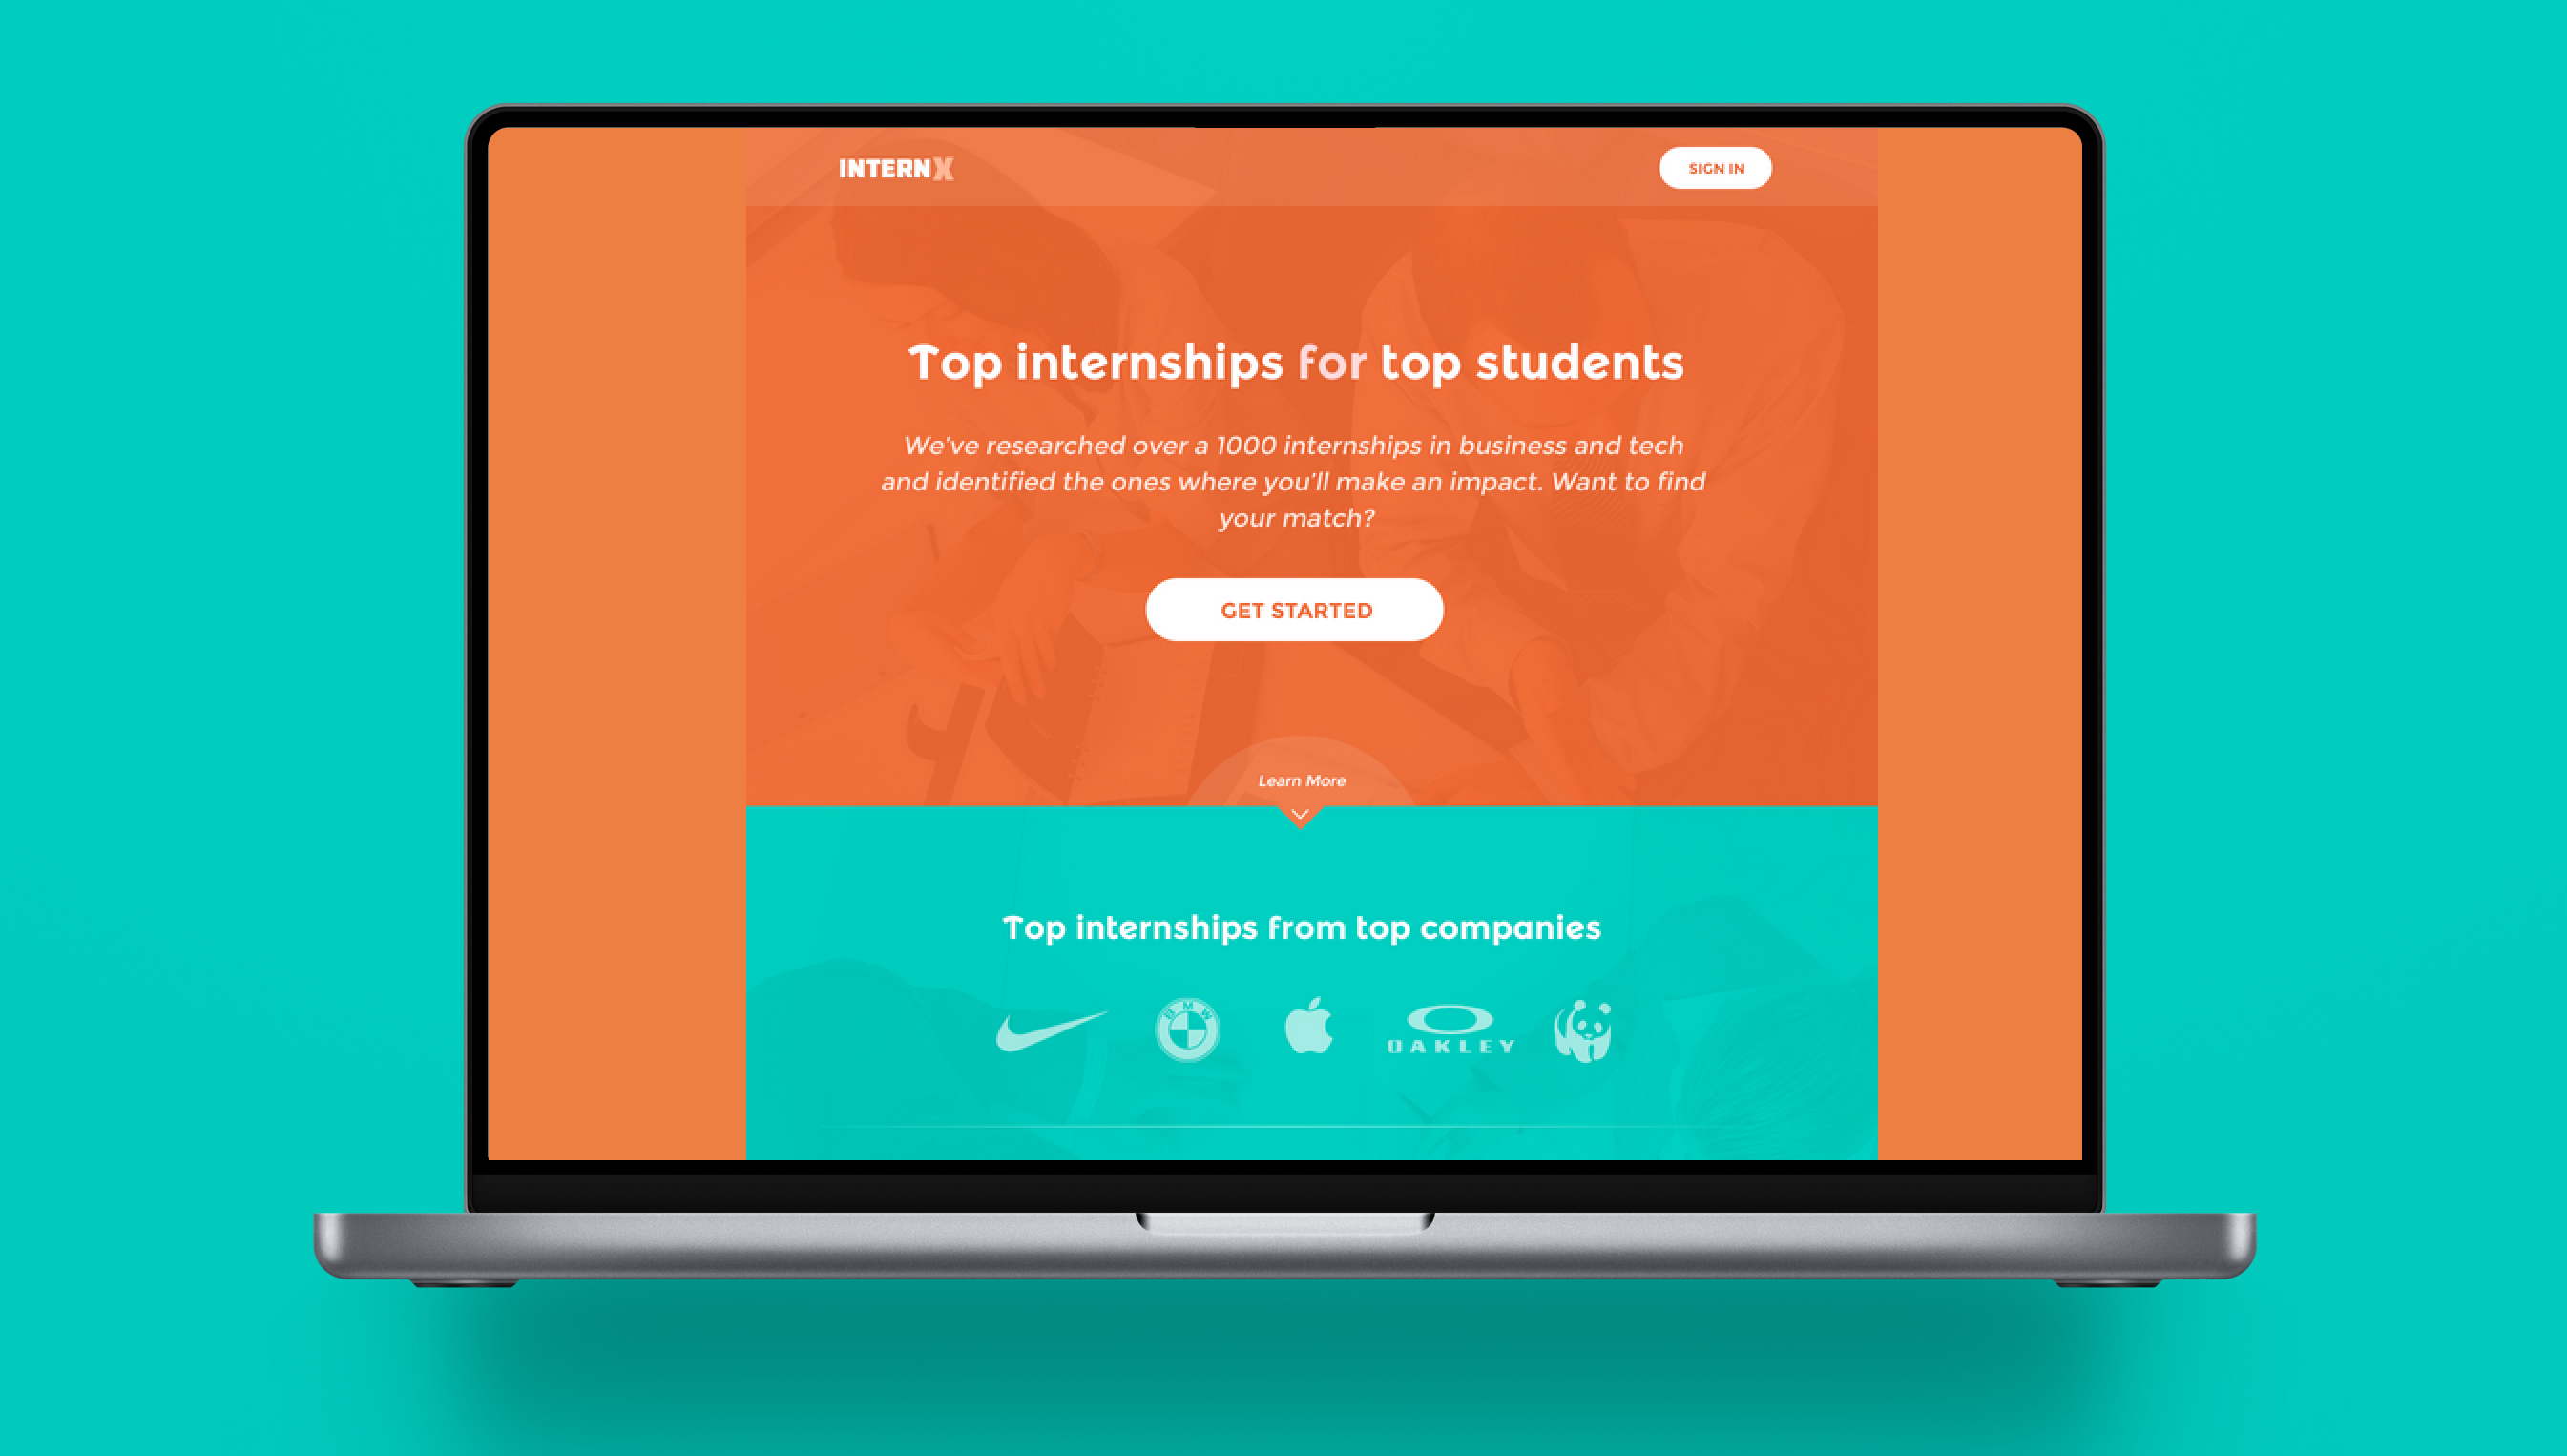 INTERNX
SIGN IN
Top internships for top students
We've researched over a 1000 internships in business and tech
and identified the ones where you'll make an impact. Want to find
your match?
GET STARTED
Learn More
Top internships from top companies
BMW
OAKLEY